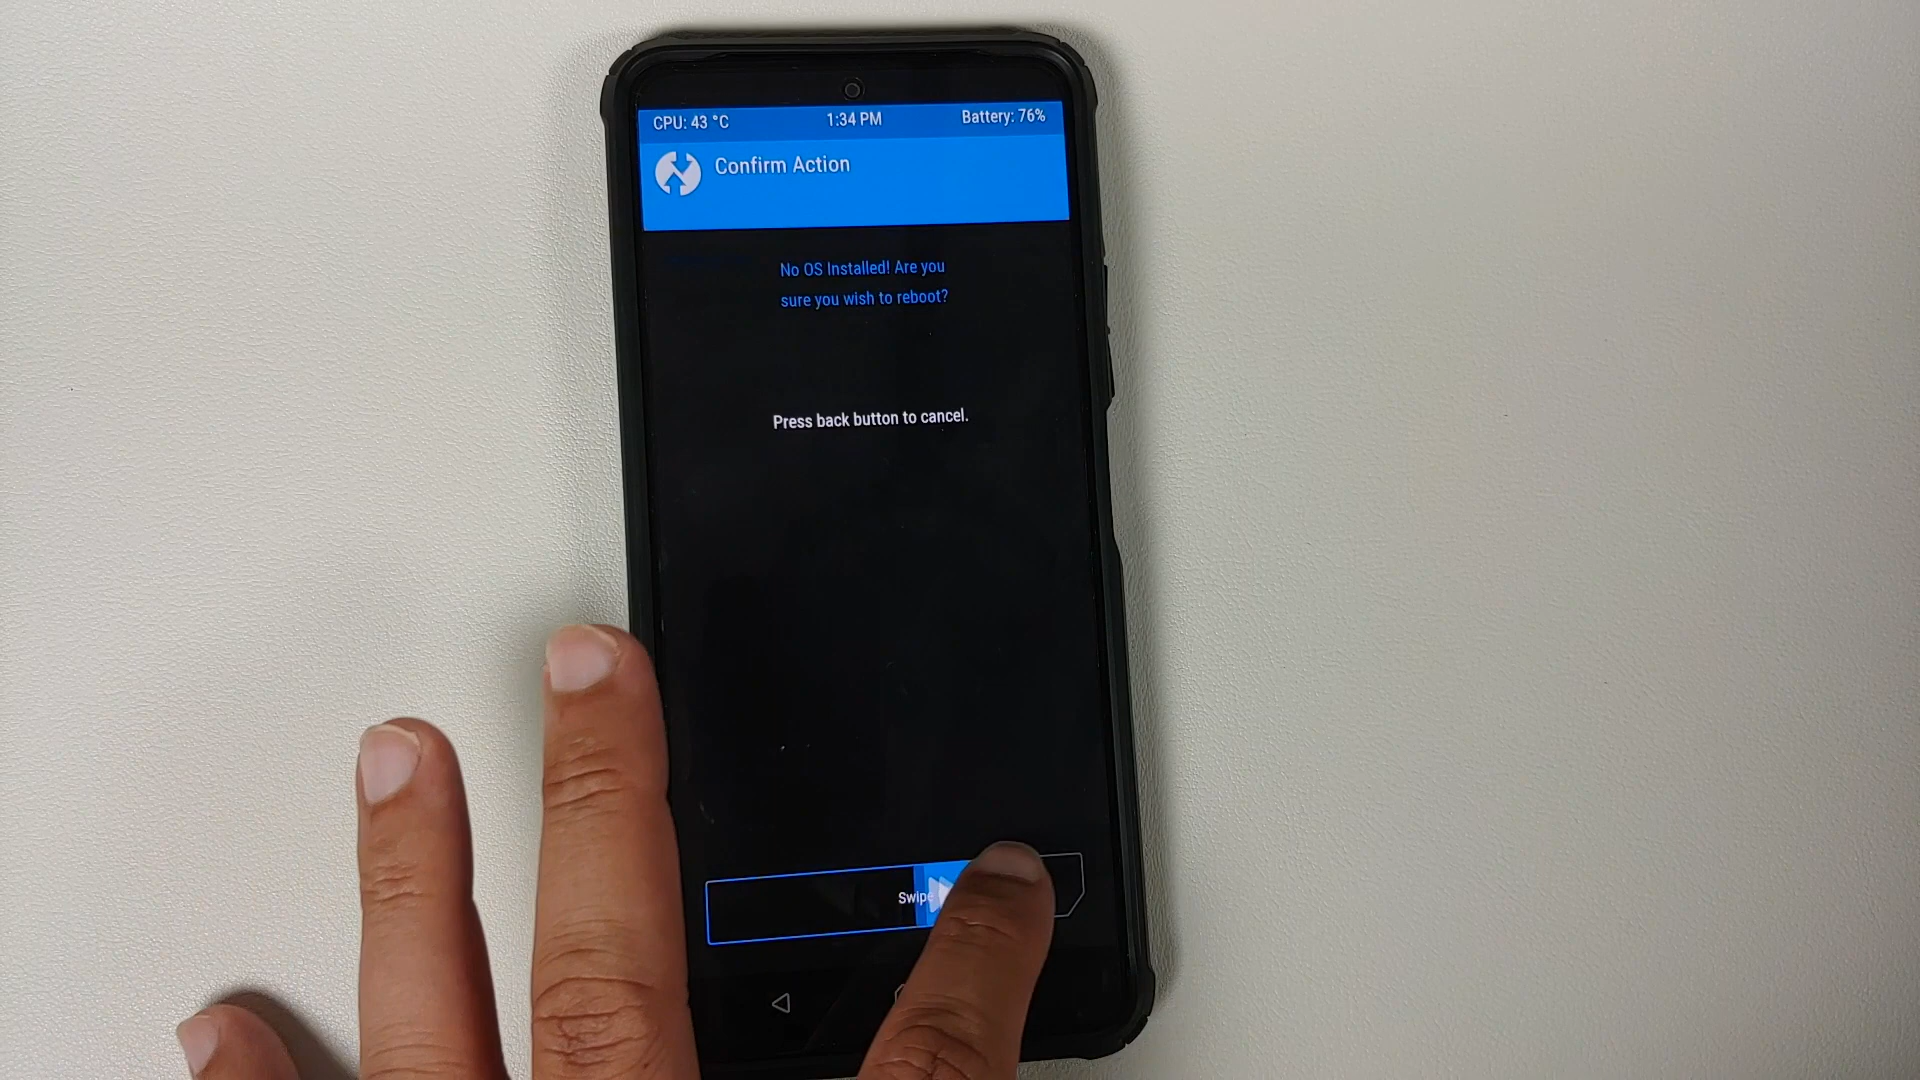 CPU: 43 °C 1:34 PM Battery: 76%
Confirm Action
No OS Installed! Are you
sure you wish to reboot?
Press back button to cancel.
Swipe